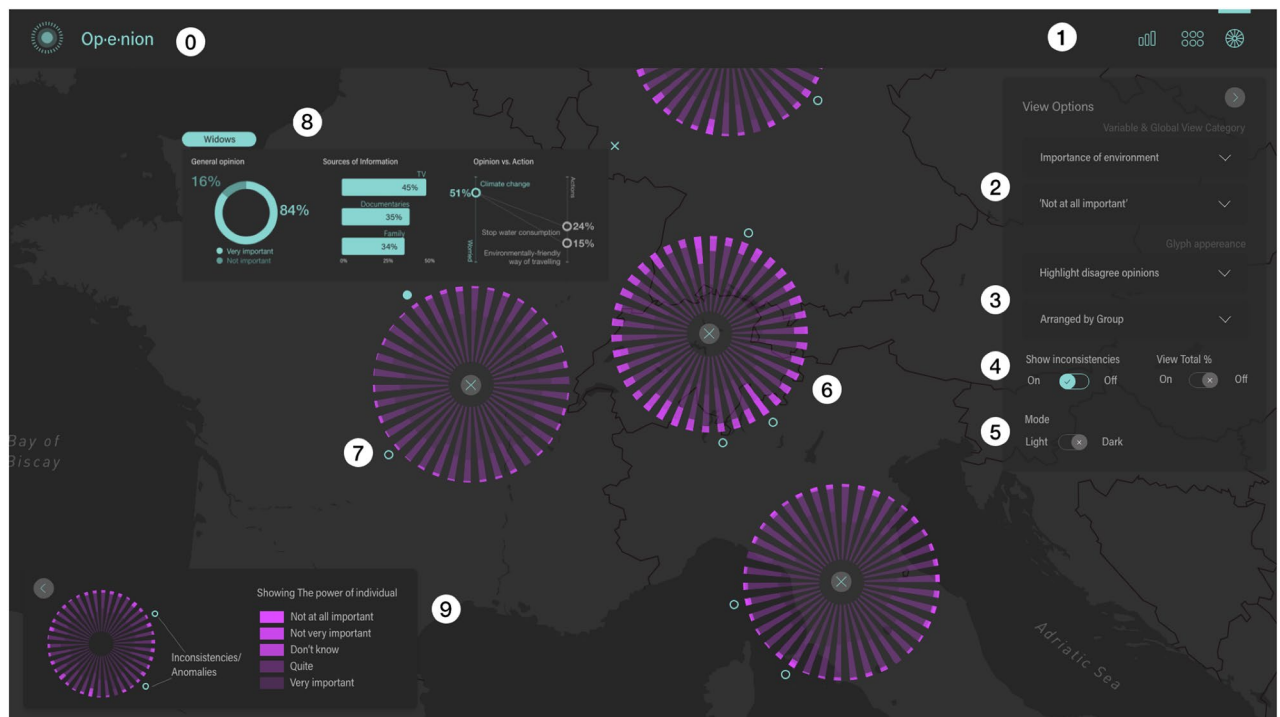 Op·e·nion
0
1
8
Widows
General opinion
16%
84%
Very important
Not important
Sources of Information
TV
45%
Documentaries
35%
Family
34%
0%
25%
50%
Opinion vs. Action
51%
Climate change
Actions
24%
Stop water consumption
15%
Environmentally-friendly
way of travelling
Worried
View Options
Variable & Global View Category
Importance of environment
2
'Not at all important'
Glyph appereance
Highlight disagree opinions
3
Arranged by Group
4
Show inconsistencies
View Total %
On
Off
On
Off
5
Mode
Light
Dark
6
7
Bay of
Biscay
Adriatic Sea
9
Showing The power of individual
Not at all important
Not very important
Don't know
Quite
Very important
Inconsistencies/
Anomalies